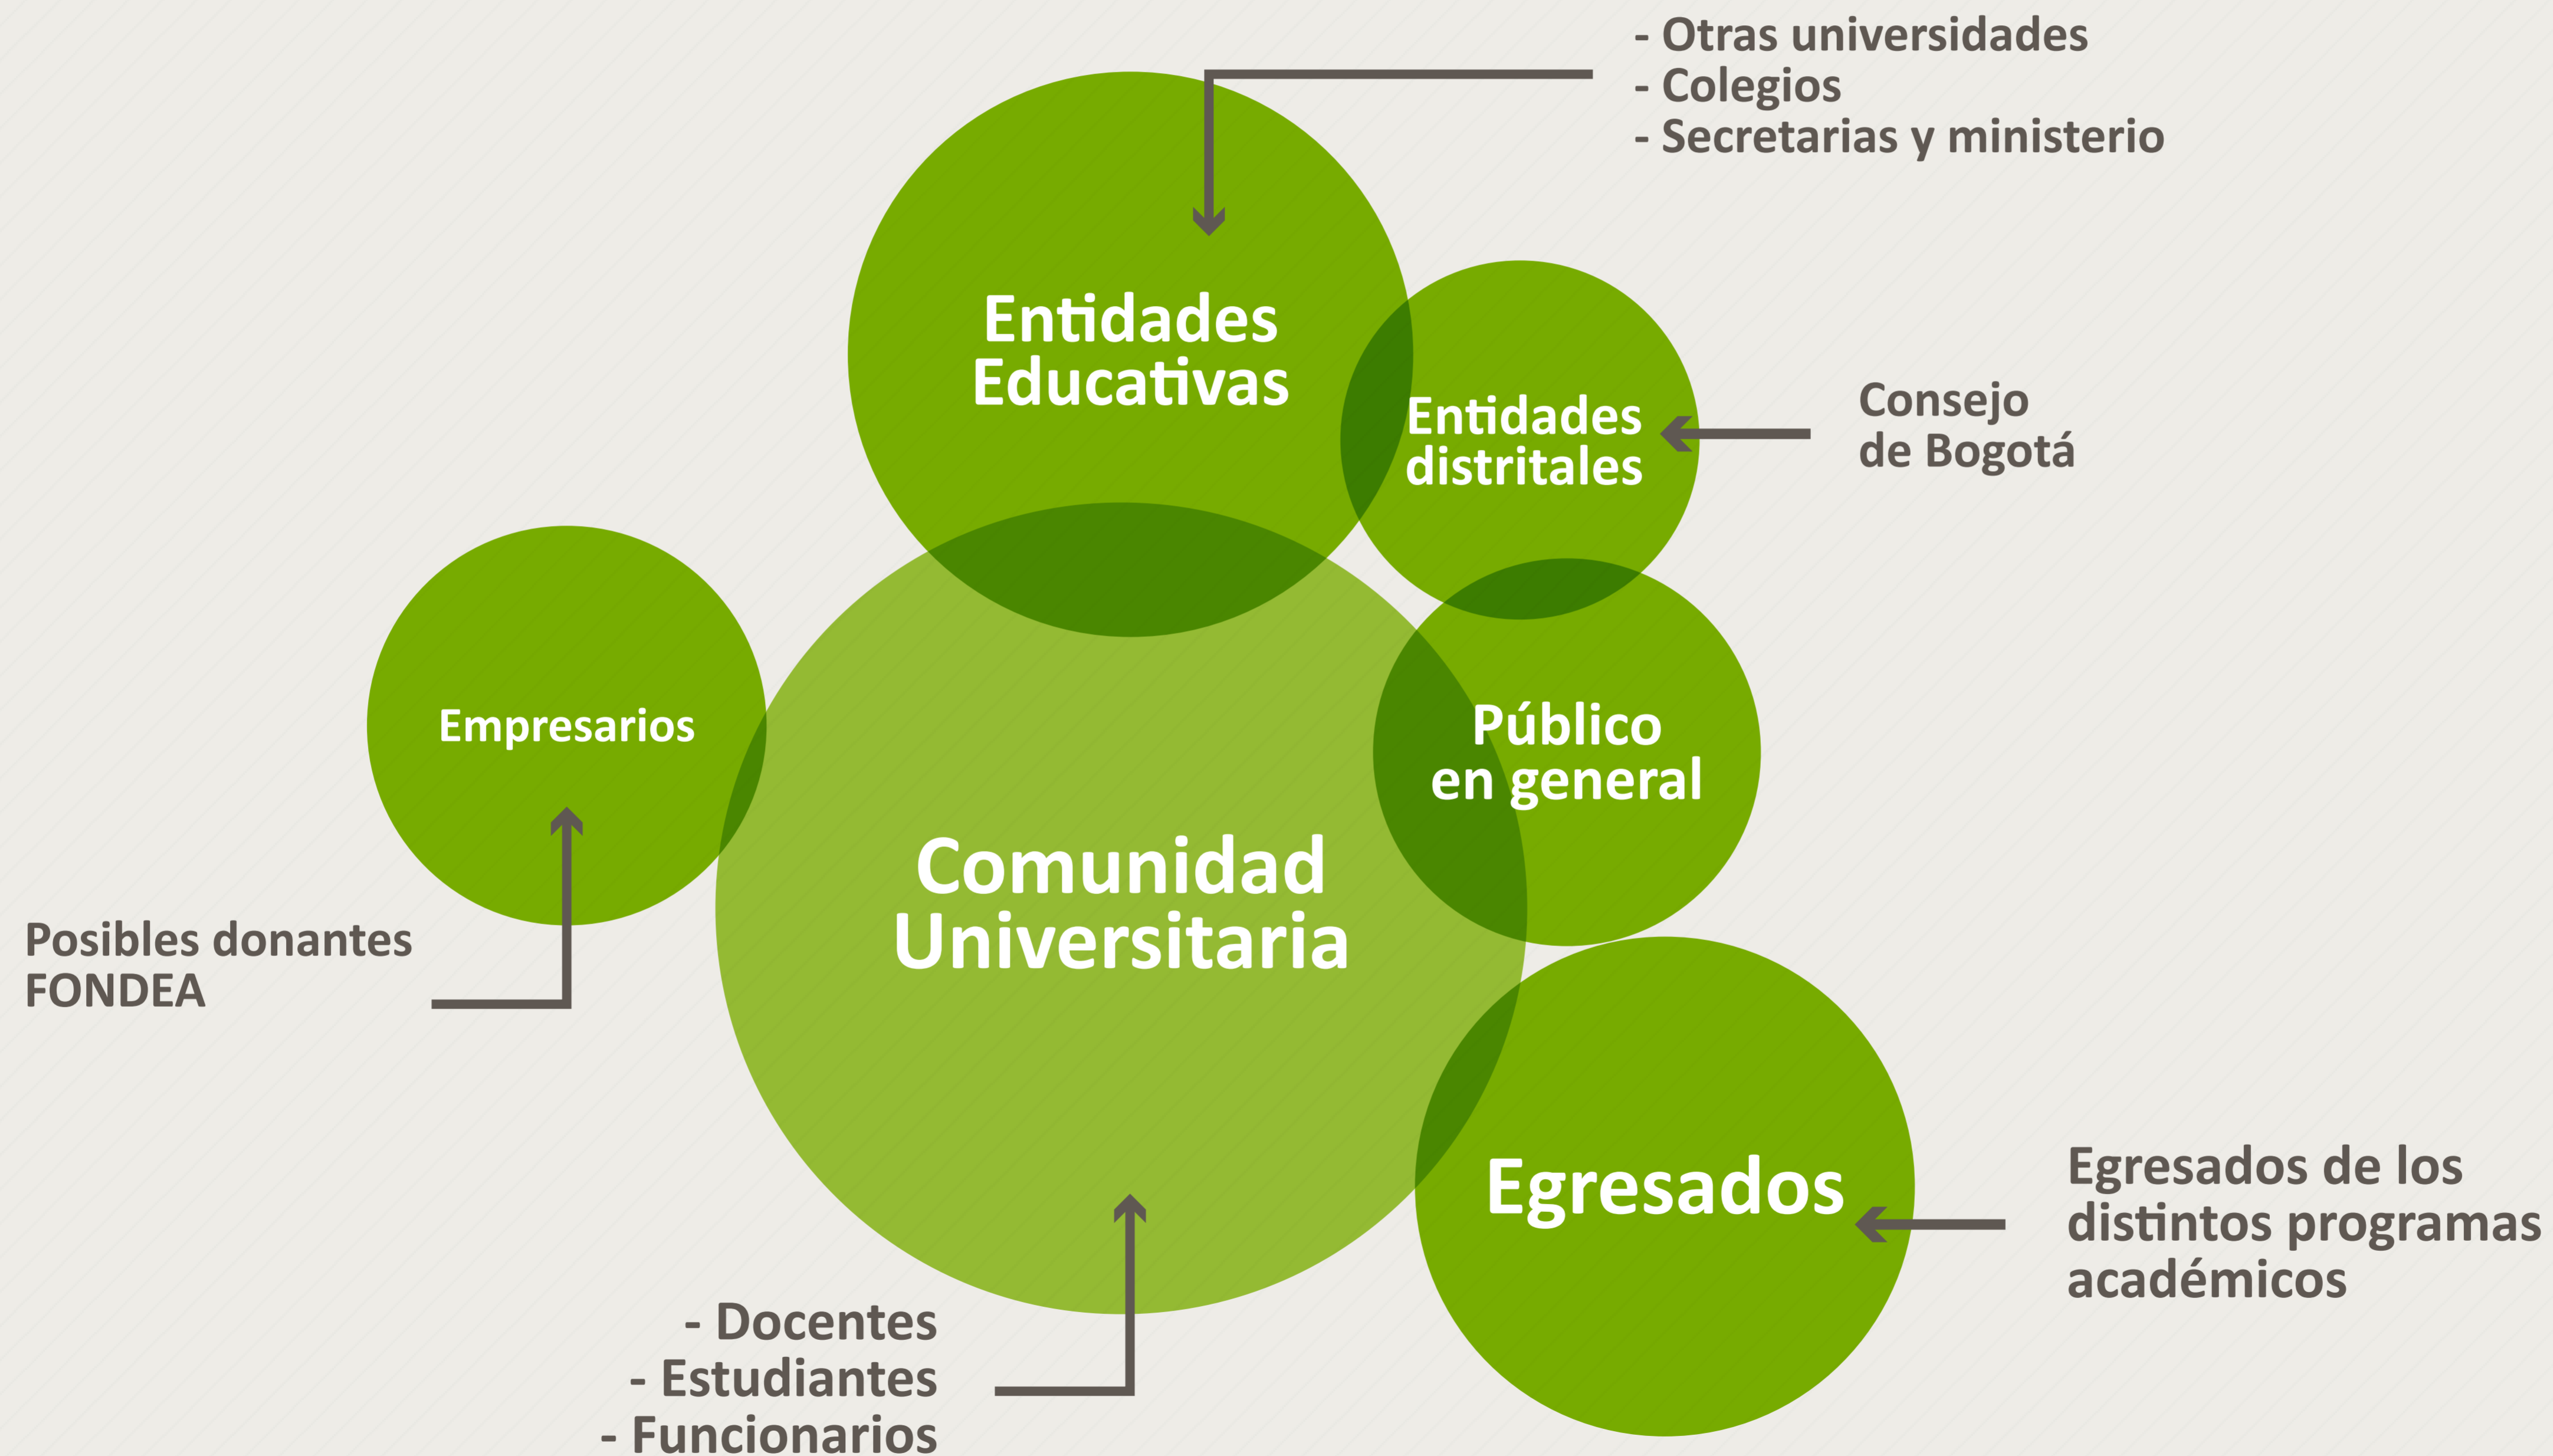 - Otras universidades
- Colegios
- Secretarias y ministerio
Entidades
Educativas
Entidades
distritales
Consejo
de Bogotá
Empresarios
Público
en general
Comunidad
Universitaria
Posibles donantes
FONDEA
Egresados
Egresados de los
distintos programas
académicos
- Docentes
- Estudiantes
- Funcionarios